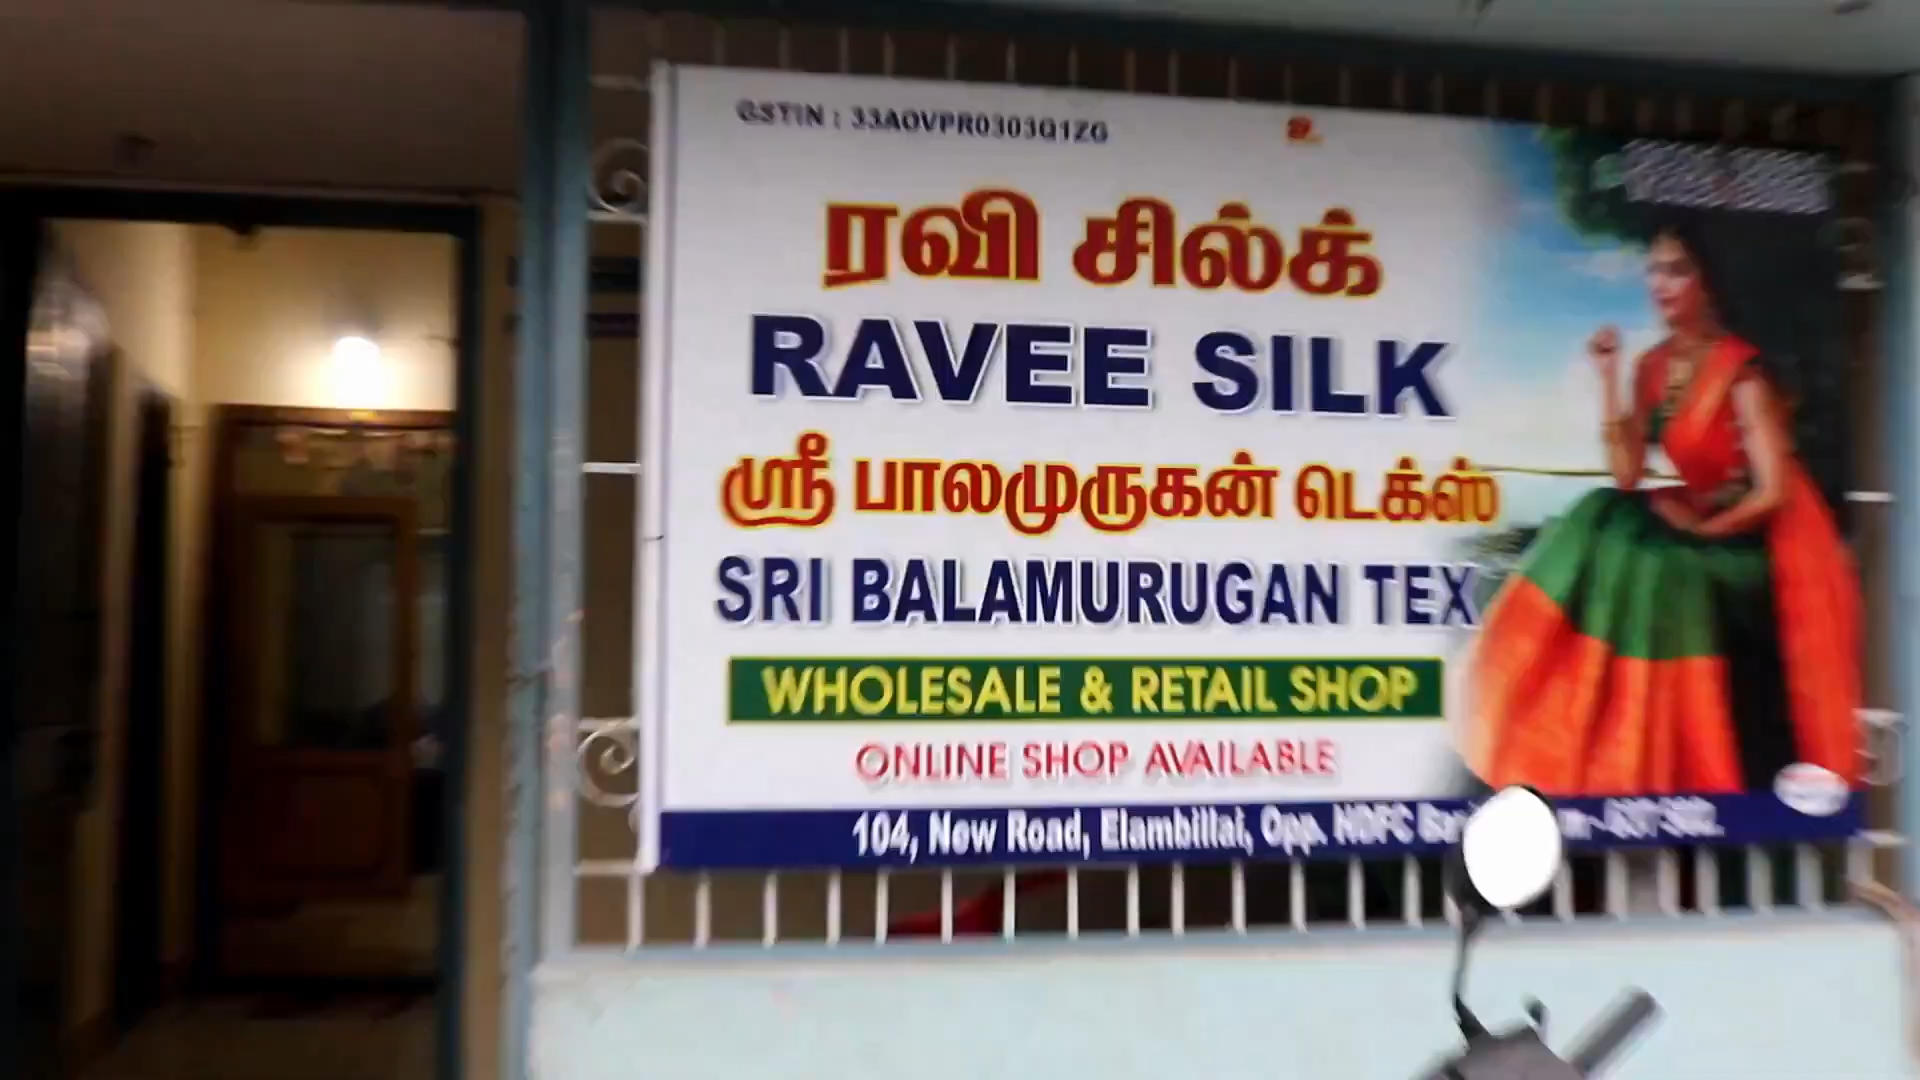 GSTIN : 33AOVPR0303Q1ZG
உ
ரவி சில்க்
RAVEE SILK
ஸ்ரீ பாலமுருகன் டெக்ஸ்
SRI BALAMURUGAN TEX
WHOLESALE & RETAIL SHOP
ONLINE SHOP AVAILABLE
104, New Road, Elambillai, Opp. HDFC